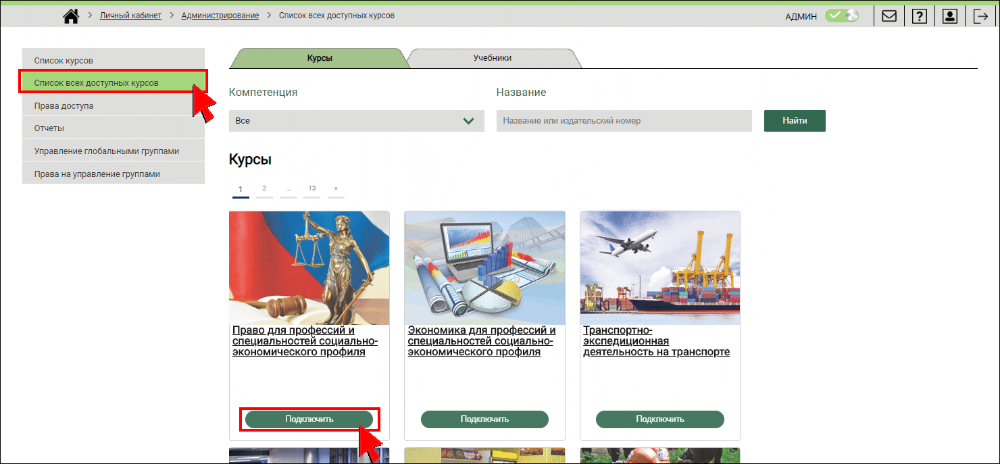 Личный кабинет > Администрирование > Список всех доступных курсов
АДМИН
Список курсов
Список всех доступных курсов
Права доступа
Отчеты
Управление глобальными группами
Права на управление группами
Курсы
Учебники
Компетенция
Название
Все
Название или издательский номер
Найти
Курсы
1 2 ... 13 »
Право для профессий и
специальностей социально-
экономического профиля
Подключить
Экономика для профессий и
специальностей социально-
экономического профиля
Подключить
Транспортно-
экспедиционная
деятельность на транспорте
Подключить